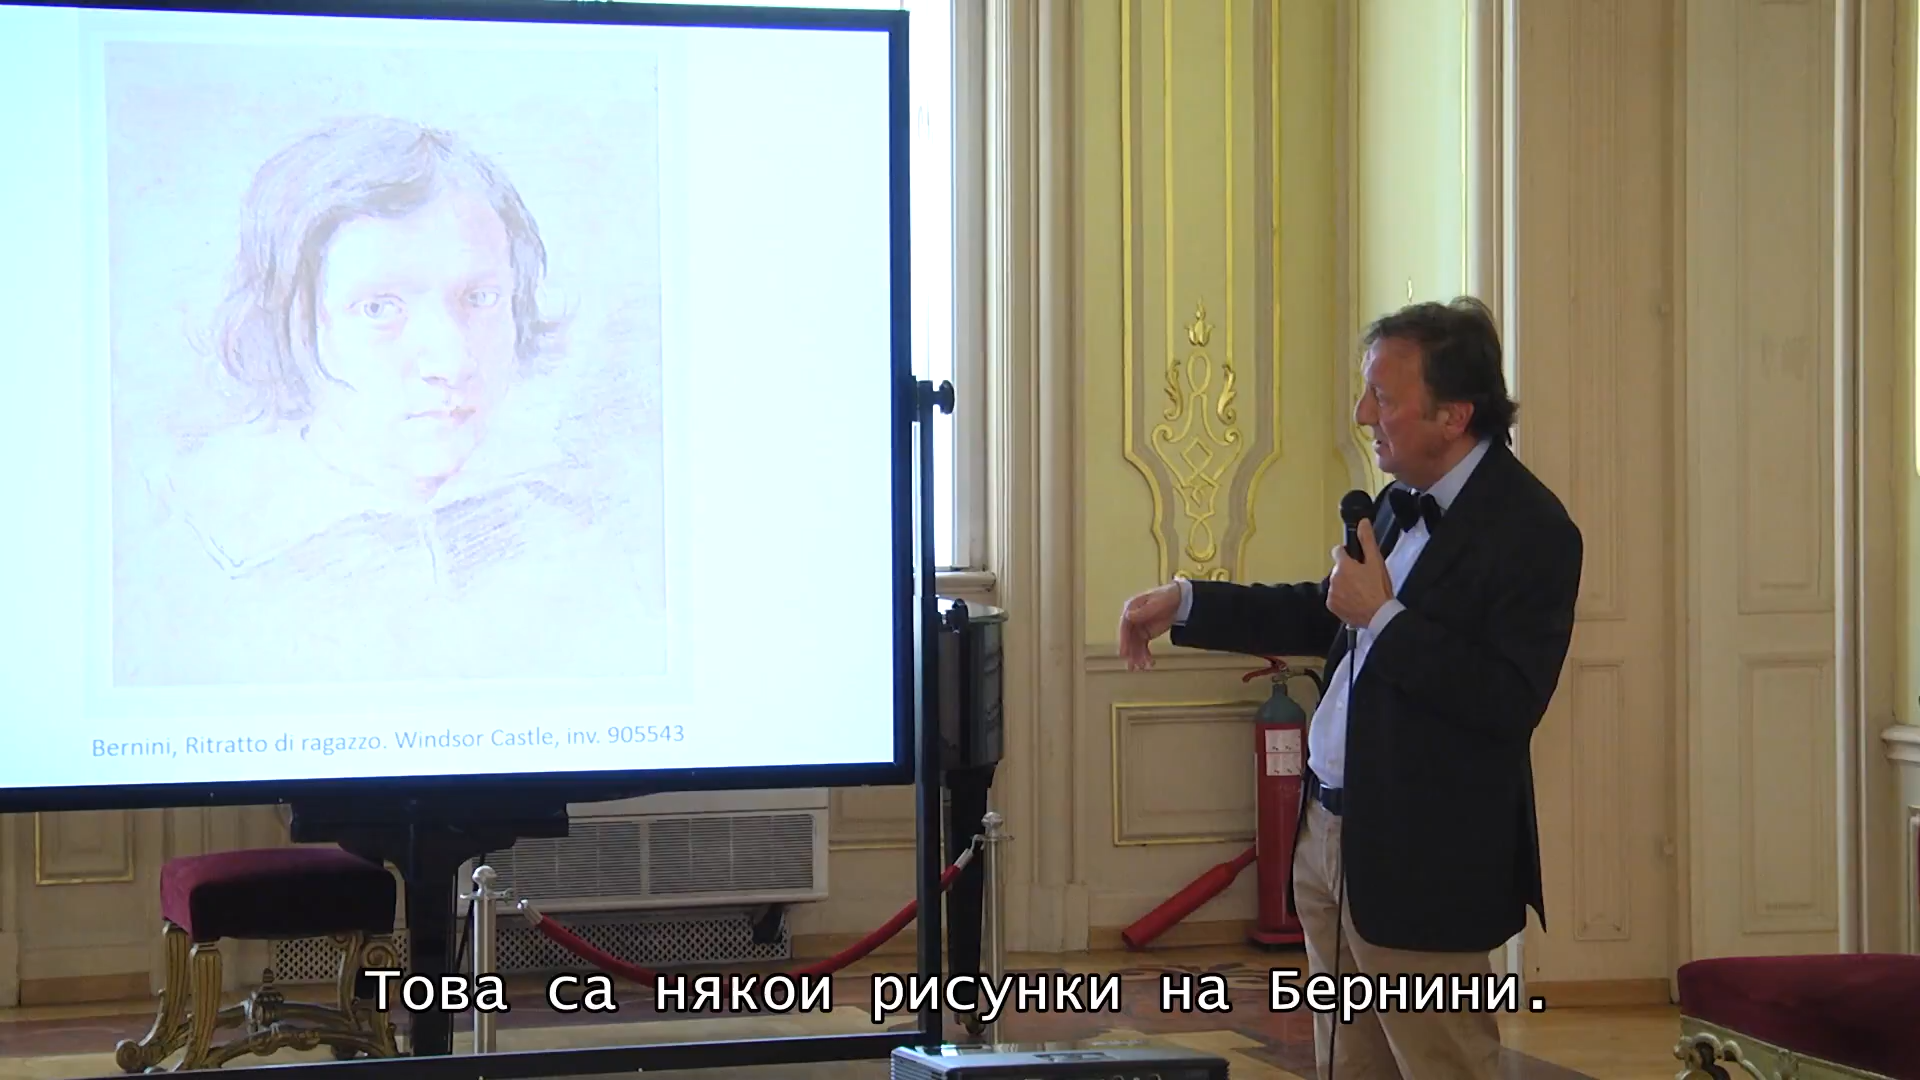 Bernini, Ritratto di ragazzo. Windsor Castle, inv. 905543
Това са някои рисунки на Бернини.